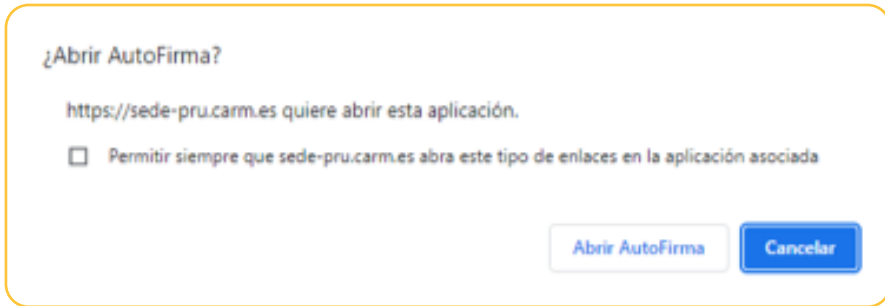 ¿Abrir AutoFirma?
https://sede-pru.carm.es quiere abrir esta aplicación.
Permitir siempre que sede-pru.carm.es abra este tipo de enlaces en la aplicación asociada
Abrir AutoFirma Cancelar